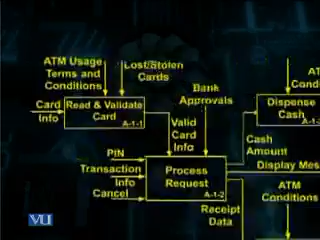 ATM Usage
Terms and
Conditions
Lost/Stolen
Cards
Card
Info
Read & Validate
Card
A-1-1
Bank
Approvals
AT
Cond
Dispense
Cash
Valid
Card
Info
Cash
Amount
Display Mes
PIN
Transaction
Info
Cancel
Process
Request
A-1-2
ATM
Conditions
Receipt
Data
VU